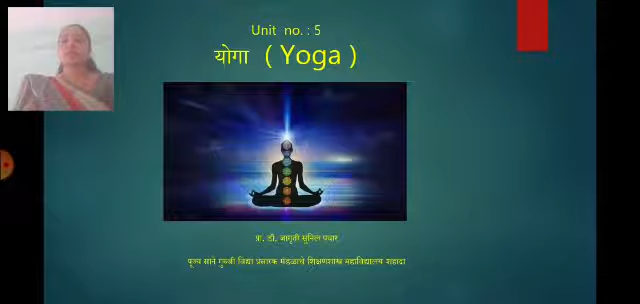 Unit no. : 5
योगा ( Yoga )
प्रा. डी. जागृती सुनिल पवार
पूज्य साने गुरुजी विद्या प्रसारक मंडळाचे शिक्षणशास्त्र महाविद्यालय शहादा